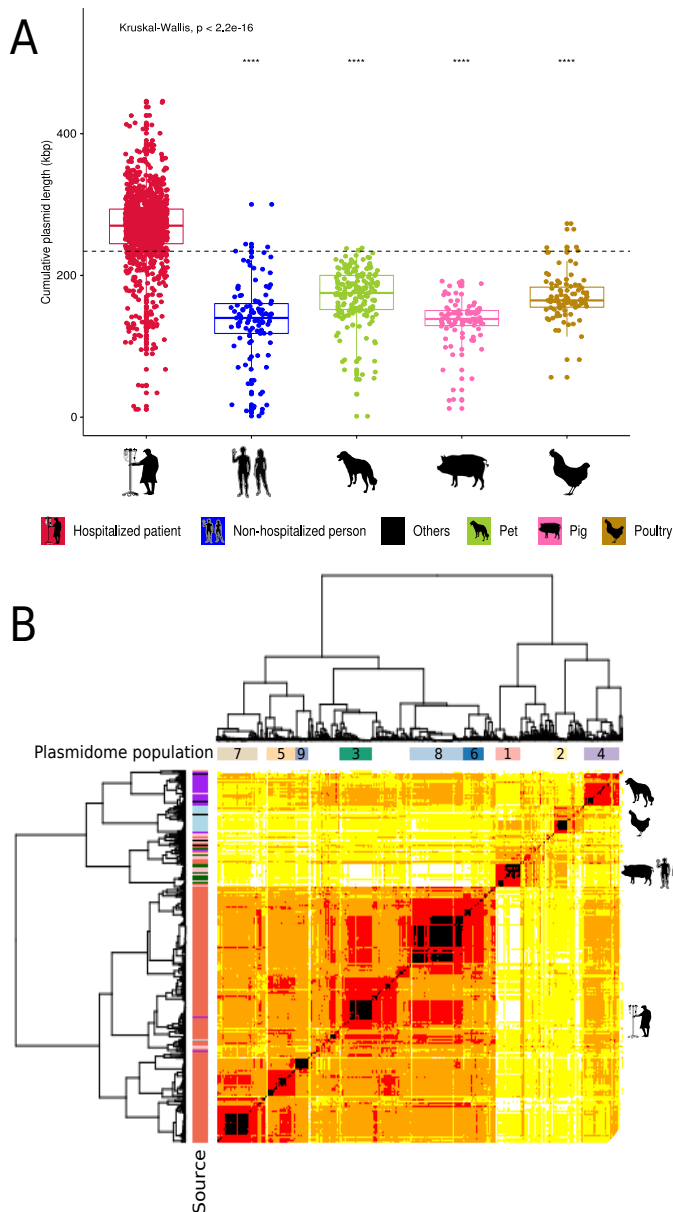 A
Kruskal-Wallis, p < 2.2e-16
**** **** **** ****
Cumulative plasmid length (kbp)
400
200
0
Hospitalized patient Non-hospitalized person Others Pet Pig Poultry
B
Plasmidome population 7 5 9 3 8 6 1 2 4
Source